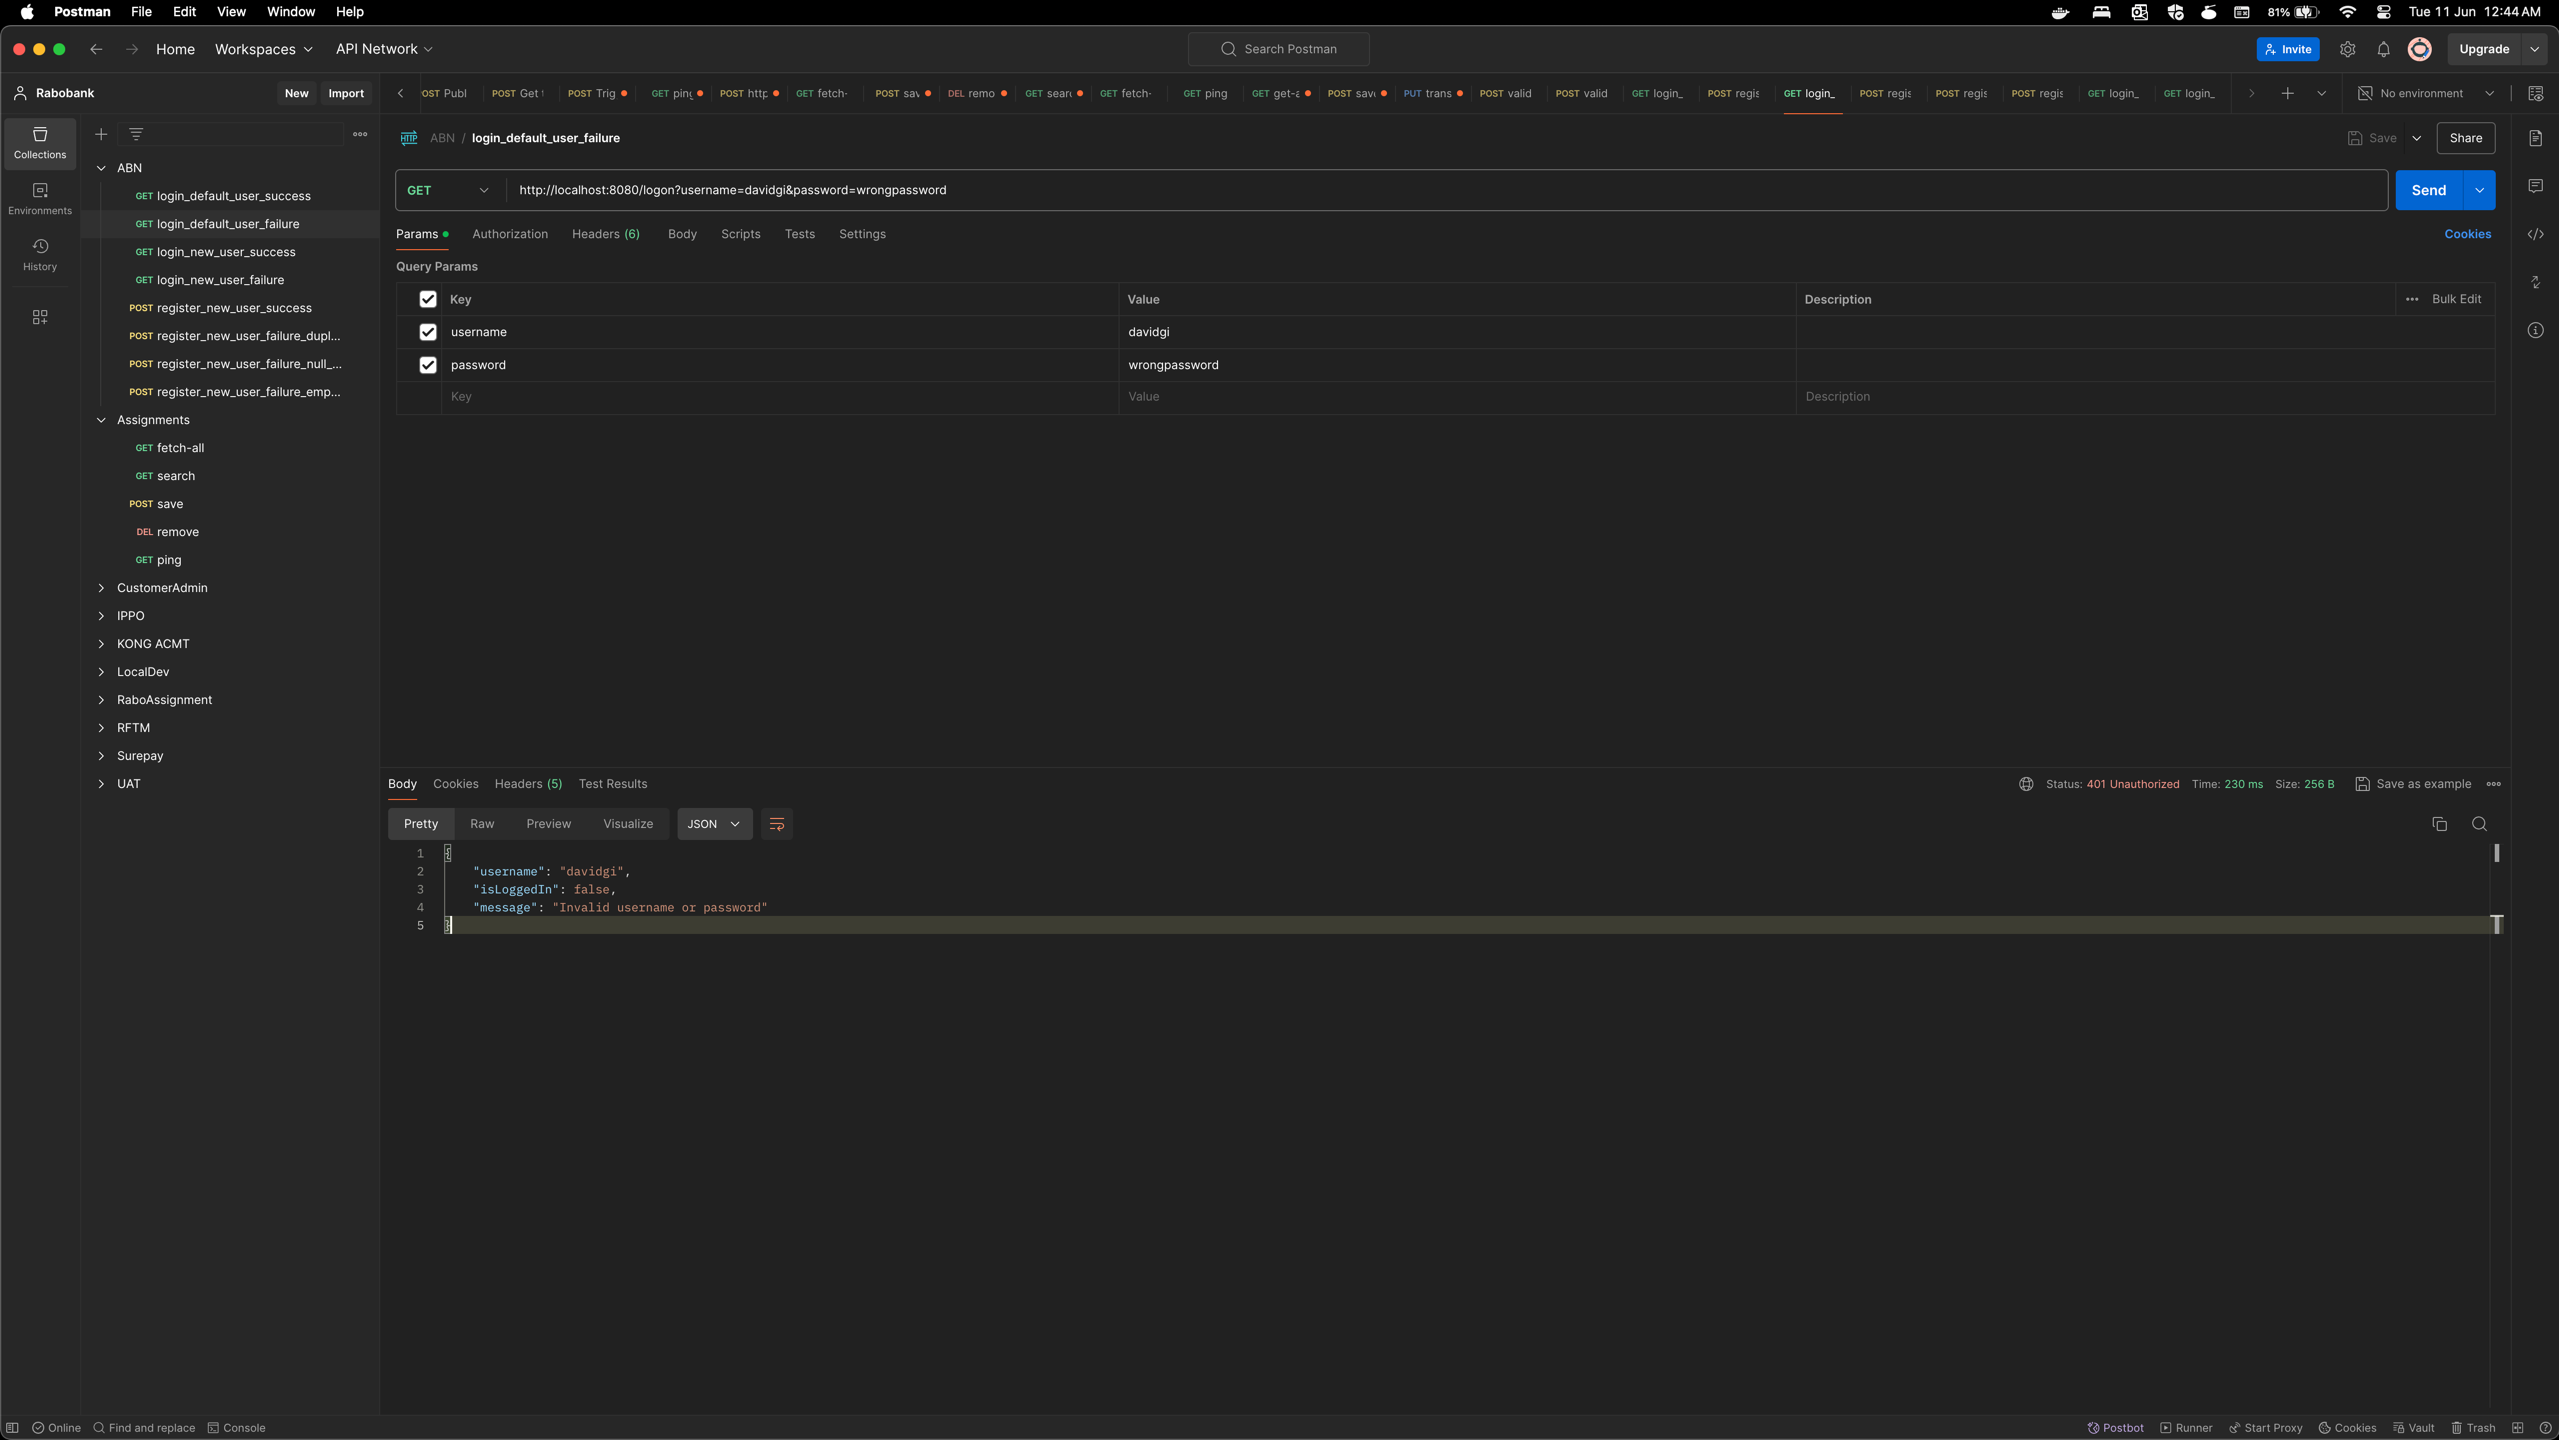 Postman File Edit View Window Help
81% Tue 11 Jun 12:44 AM
Home Workspaces API Network
Search Postman
Invite Upgrade
Rabobank New Import
POST Get POST Trig GET ping POST http GET fetch- POST sav DEL remo GET sear GET fetch- GET ping GET get-a POST save PUT trans POST valid POST valid GET login_ POST regis GET login_ POST regis POST regis POST regis GET login_ GET login_
No environment
Collections
Environments
History
ABN
GET login_default_user_success
GET login_default_user_failure
GET login_new_user_success
GET login_new_user_failure
POST register_new_user_success
POST register_new_user_failure_dupl...
POST register_new_user_failure_null_...
POST register_new_user_failure_emp...
Assignments
GET fetch-all
GET search
POST save
DEL remove
GET ping
CustomerAdmin
IPPO
KONG ACMT
LocalDev
RaboAssignment
RFTM
Surepay
UAT
HTTP ABN / login_default_user_failure
Save Share
GET http://localhost:8080/logon?username=davidgi&password=wrongpassword
Send
Params Authorization Headers (6) Body Scripts Tests Settings
Cookies
Query Params
Key Value Description Bulk Edit
username davidgi
password wrongpassword
Key Value Description
Body Cookies Headers (5) Test Results
Status: 401 Unauthorized Time: 230 ms Size: 256 B Save as example
Pretty Raw Preview Visualize JSON
1 {
2 "username": "davidgi",
3 "isLoggedIn": false,
4 "message": "Invalid username or password"
5 }
Online Find and replace Console
Postbot Runner Start Proxy Cookies Vault Trash